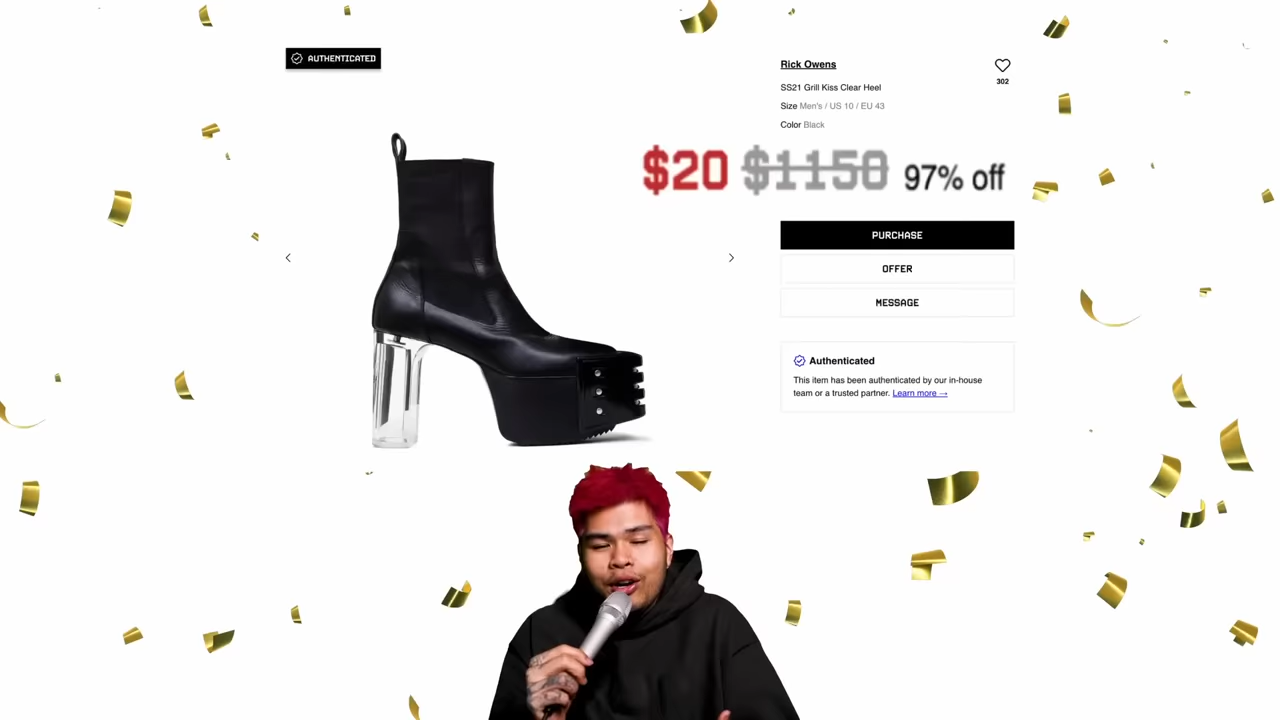 AUTHENTICATED
Rick Owens
302
SS21 Grill Kiss Clear Heel
Size Men's / US 10 / EU 43
Color Black
$20 $1150 97% off
PURCHASE
OFFER
MESSAGE
Authenticated
This item has been authenticated by our in-house
team or a trusted partner. Learn more →